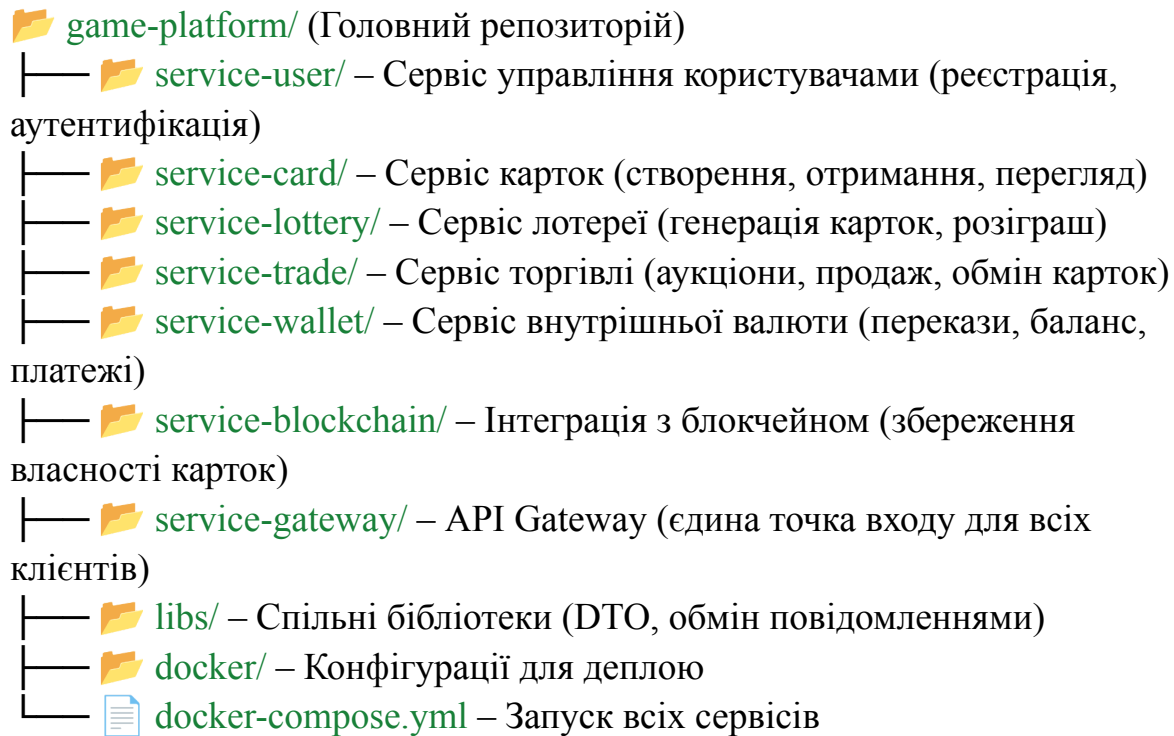 📂 game-platform/ (Головний репозиторій)
├── 📂 service-user/ – Сервіс управління користувачами (реєстрація,
аутентифікація)
├── 📂 service-card/ – Сервіс карток (створення, отримання, перегляд)
├── 📂 service-lottery/ – Сервіс лотереї (генерація карток, розіграш)
├── 📂 service-trade/ – Сервіс торгівлі (аукціони, продаж, обмін карток)
├── 📂 service-wallet/ – Сервіс внутрішньої валюти (перекази, баланс,
платежі)
├── 📂 service-blockchain/ – Інтеграція з блокчейном (збереження
власності карток)
├── 📂 service-gateway/ – API Gateway (єдина точка входу для всіх
клієнтів)
├── 📂 libs/ – Спільні бібліотеки (DTO, обмін повідомленнями)
├── 📂 docker/ – Конфігурації для деплою
└── 📄 docker-compose.yml – Запуск всіх сервісів